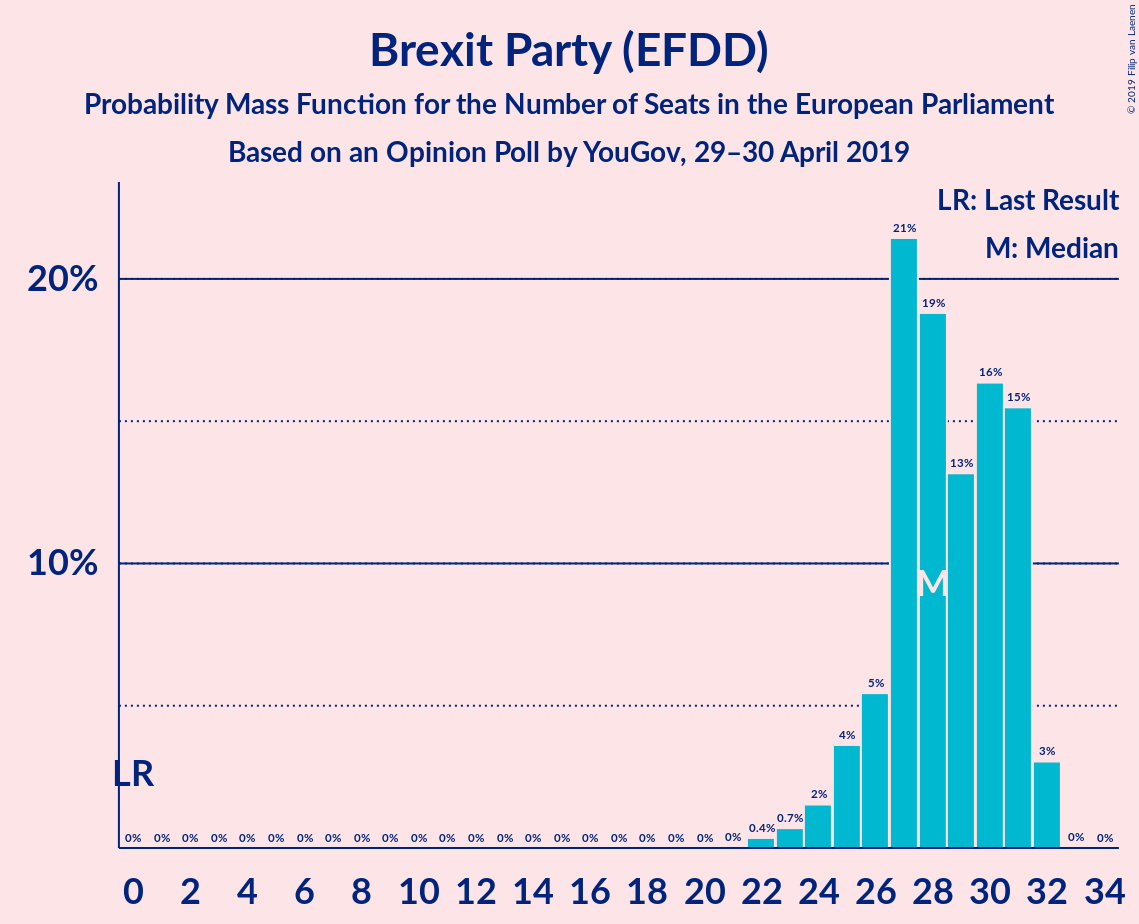 Brexit Party (EFDD)
Probability Mass Function for the Number of Seats in the European Parliament
Based on an Opinion Poll by YouGov, 29–30 April 2019
© 2019 Filip van Laenen
LR: Last Result
M: Median
20%
10%
21%
19%
16%
15%
13%
M
5%
4%
3%
LR
2%
0% 0% 0% 0% 0% 0% 0% 0% 0% 0% 0% 0% 0% 0% 0% 0% 0% 0% 0% 0% 0% 0% 0.4% 0.7% 0% 0%
0 2 4 6 8 10 12 14 16 18 20 22 24 26 28 30 32 34